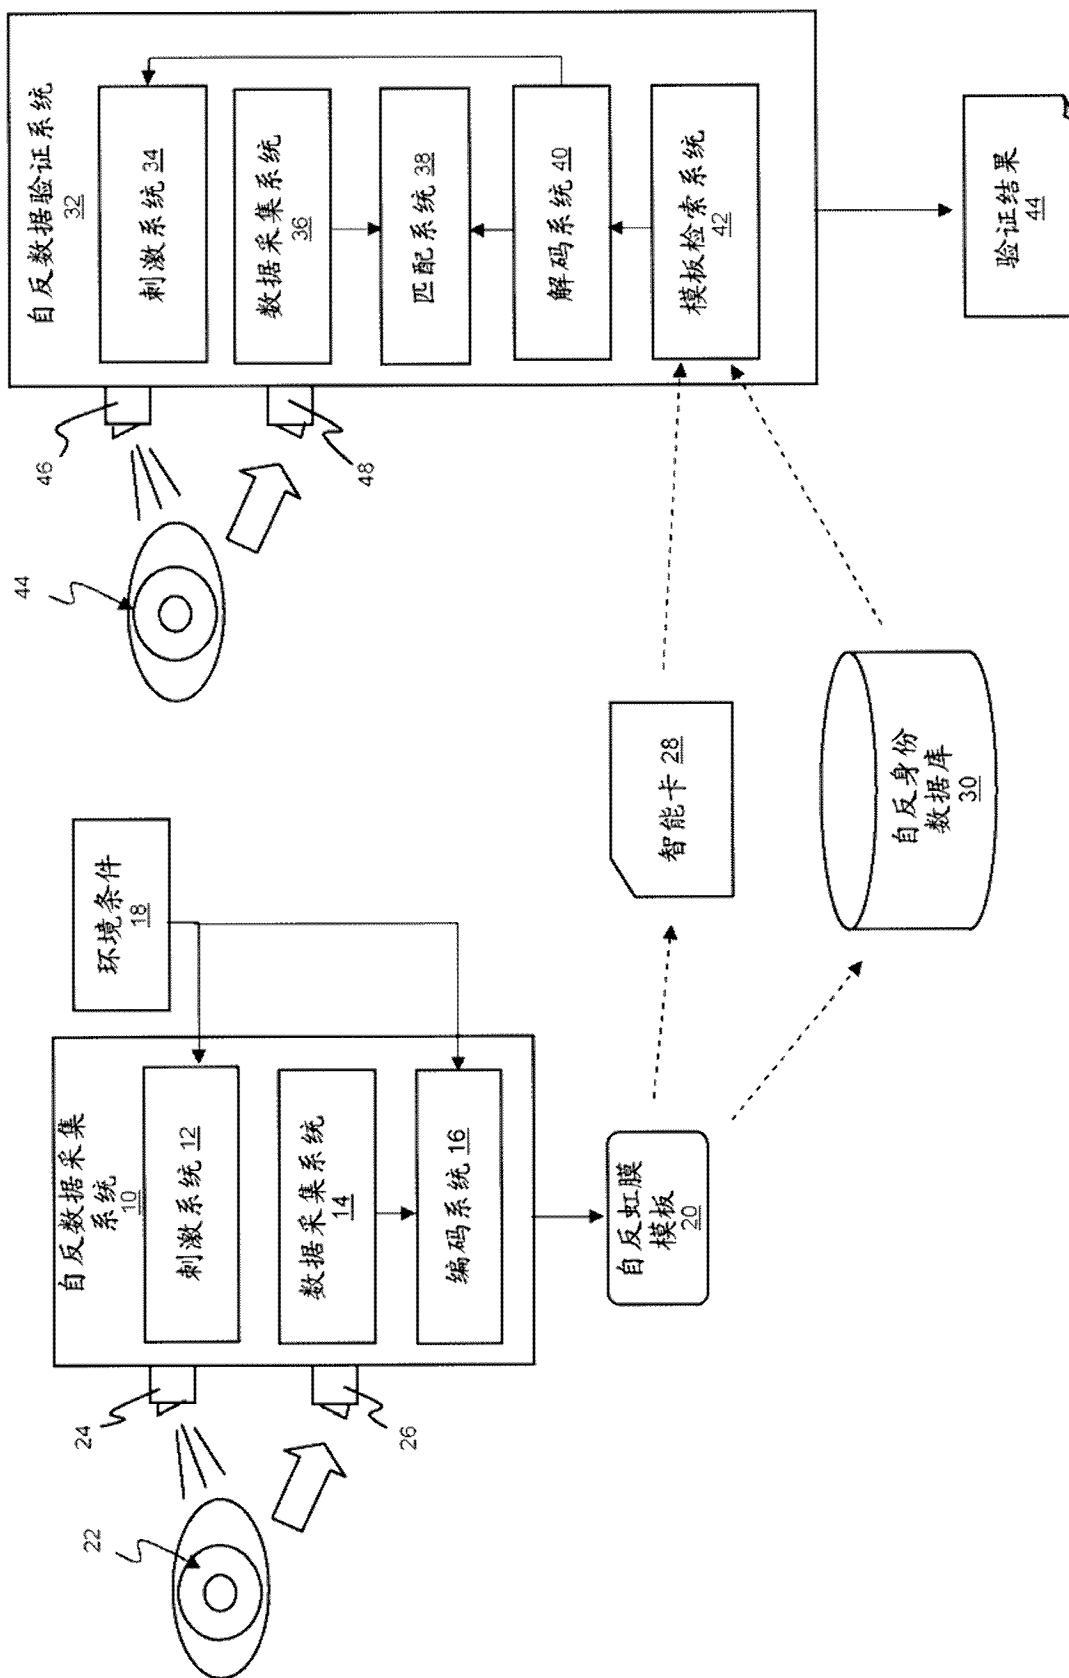 自反数据采集
系统 10
刺激系统 12
数据采集系统
14
编码系统 16
环境条件
18
24
26
22
自反虹膜
模板
20
智能卡 28
自反身份
数据库
30
自反数据验证系统
32
刺激系统 34
数据采集系统
36
匹配系统 38
解码系统 40
模板检索系统
42
46
48
44
验证结果
44